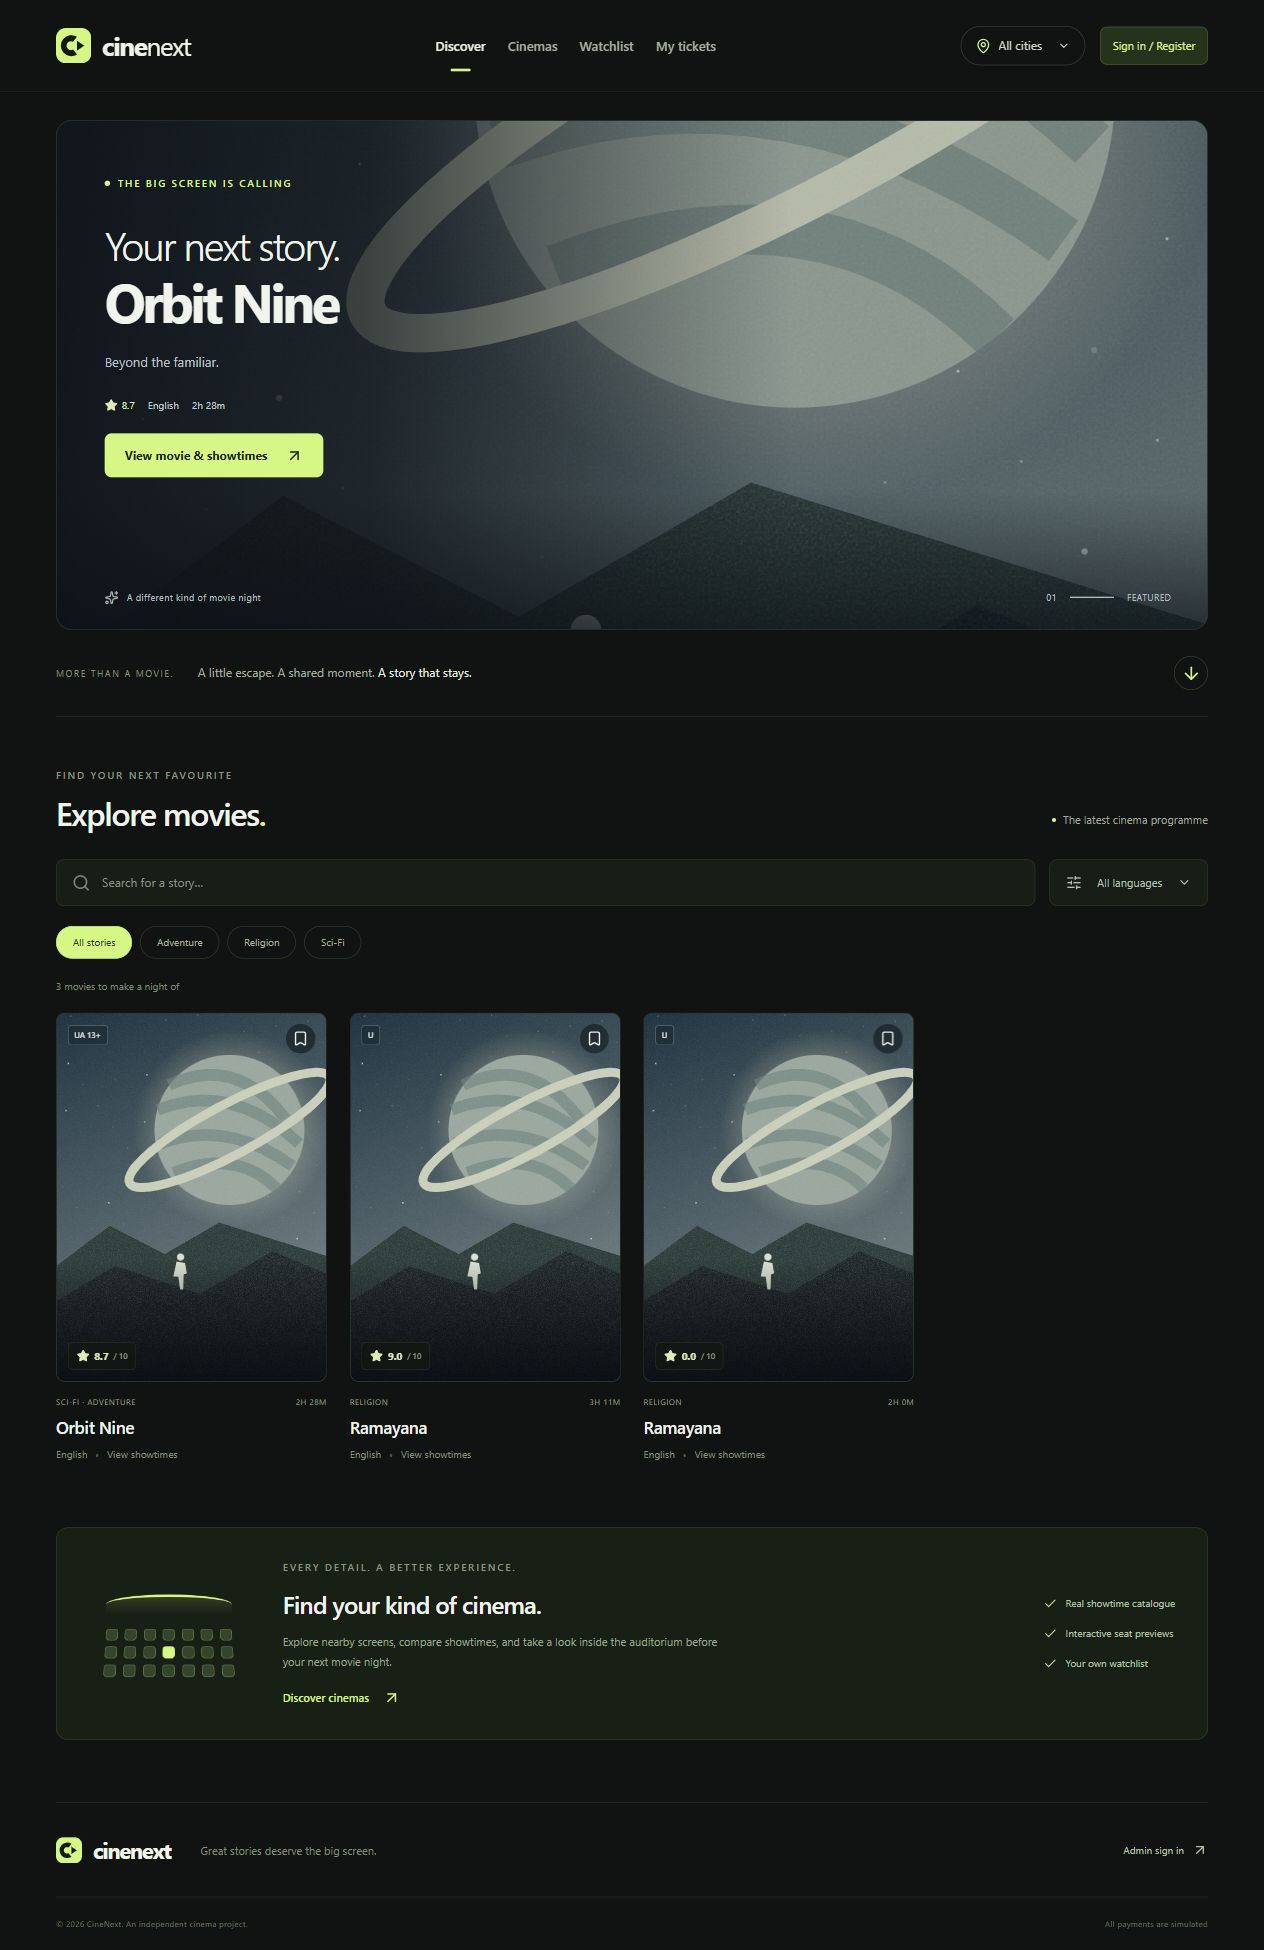 cinenext
Discover
Cinemas
Watchlist
My tickets
All cities
Sign in / Register
THE BIG SCREEN IS CALLING
Your next story.
Orbit Nine
Beyond the familiar.
8.7 English 2h 28m
View movie & showtimes
A different kind of movie night
01 FEATURED
MORE THAN A MOVIE.
A little escape. A shared moment. A story that stays.
FIND YOUR NEXT FAVOURITE
Explore movies.
The latest cinema programme
Search for a story...
All languages
All stories
Adventure
Religion
Sci-Fi
3 movies to make a night of
UA 13+
8.7 / 10
SCI-FI · ADVENTURE 2H 28M
Orbit Nine
English • View showtimes
U
9.0 / 10
RELIGION 3H 11M
Ramayana
English • View showtimes
U
0.0 / 10
RELIGION 2H 0M
Ramayana
English • View showtimes
EVERY DETAIL. A BETTER EXPERIENCE.
Find your kind of cinema.
Explore nearby screens, compare showtimes, and take a look inside the auditorium before
your next movie night.
Discover cinemas
Real showtime catalogue
Interactive seat previews
Your own watchlist
cinenext
Great stories deserve the big screen.
Admin sign in
© 2026 CineNext. An independent cinema project.
All payments are simulated